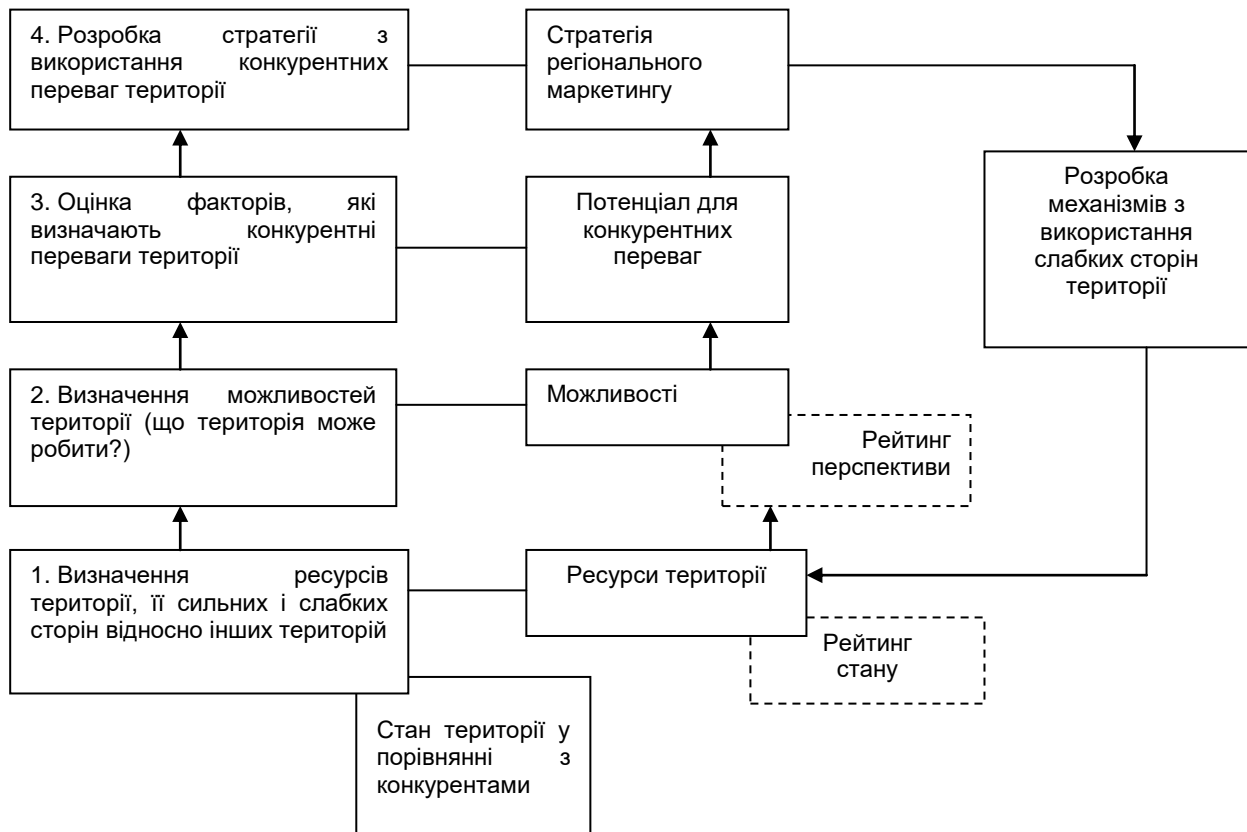 4. Розробка стратегії з
використання конкурентних
переваг території
Стратегія
регіонального
маркетингу
Розробка
механізмів з
використання
слабких сторін
території
3. Оцінка факторів, які
визначають конкурентні
переваги території
Потенціал для
конкурентних
переваг
2. Визначення можливостей
території (що територія може
робити?)
Можливості
Рейтинг
перспективи
1. Визначення ресурсів
території, її сильних і слабких
сторін відносно інших територій
Ресурси території
Рейтинг
стану
Стан території у
порівнянні з
конкурентами